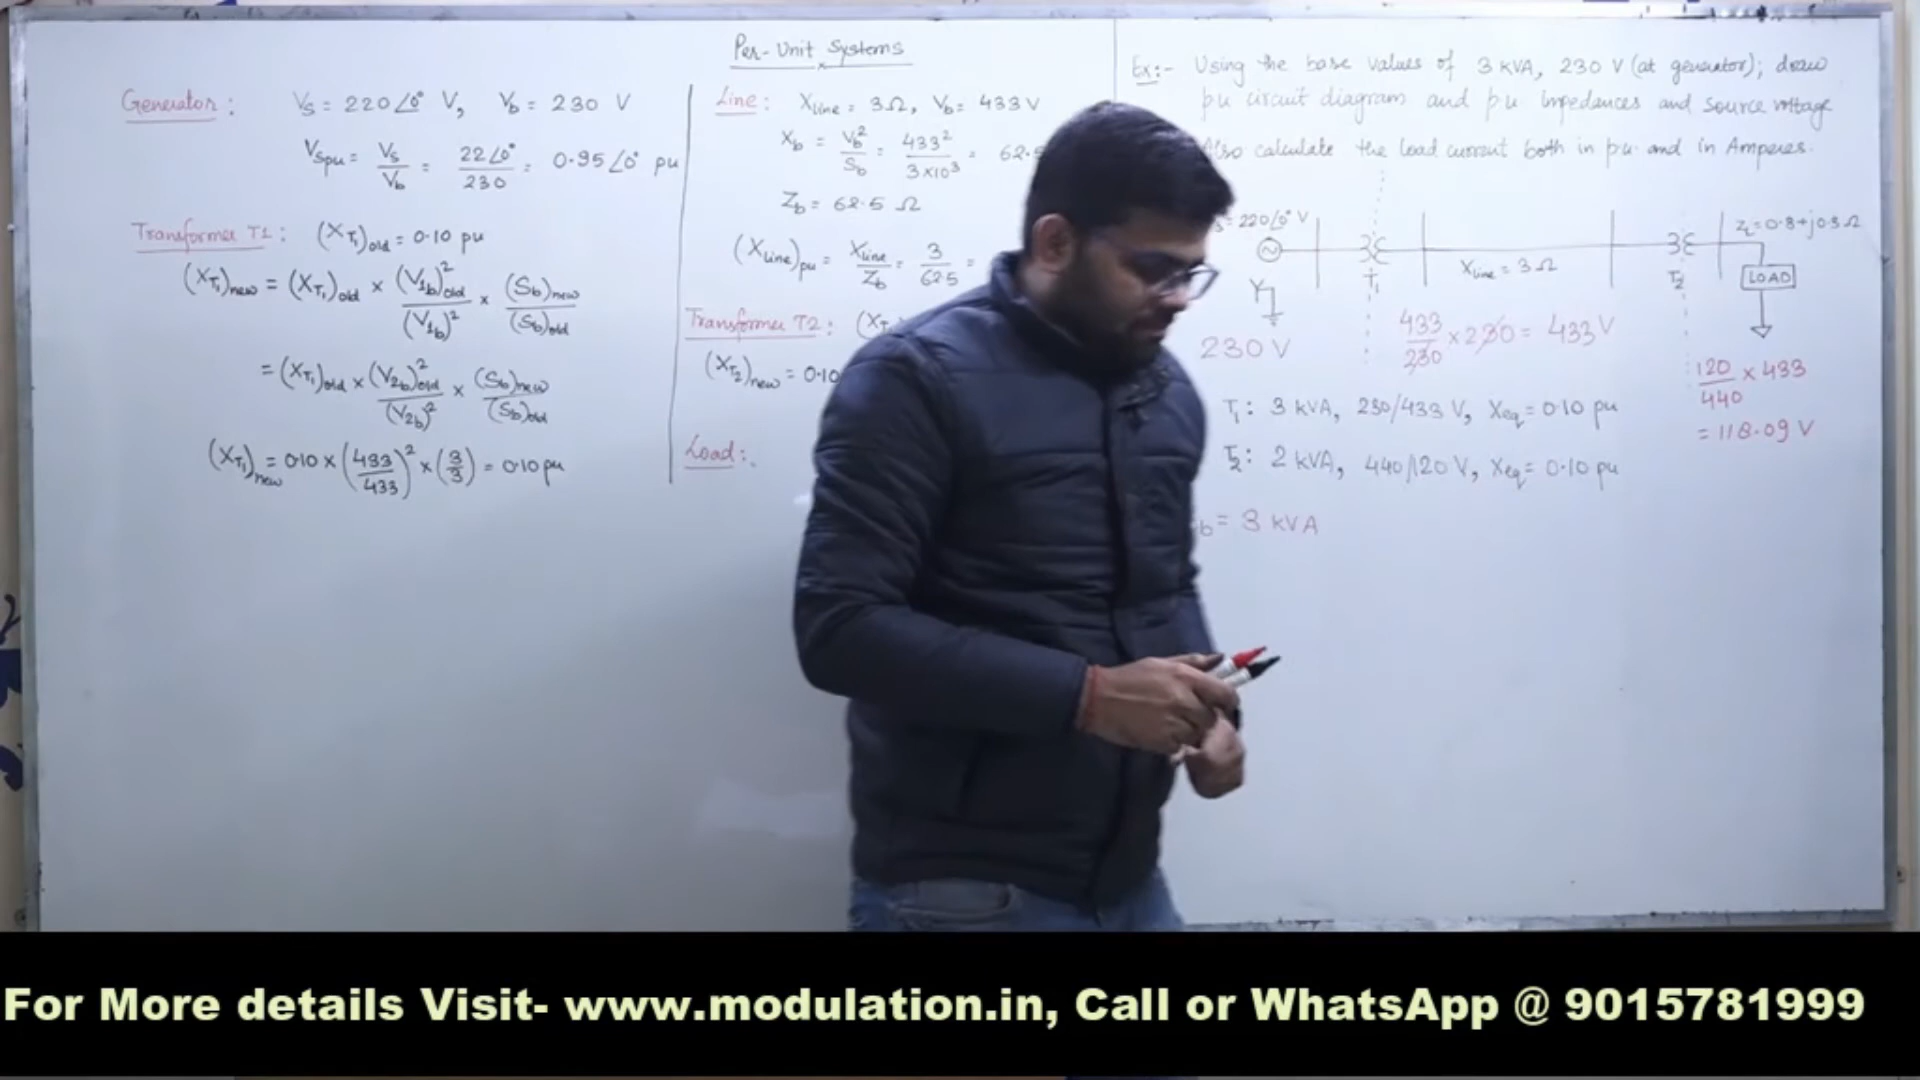 Per-Unit Systems
Generator: Vs = 220∠0° V, Vb = 230 V
Vspu = Vs/Vb = 22∠0°/230 = 0.95∠0° pu
Transformer T1: (XT1)old = 0.10 pu
(XT1)new = (XT1)old × (V1b)²old/(V1b)² × (Sb)new/(Sb)old
= (XT1)old × (V2b)²old/(V2b)² × (Sb)new/(Sb)old
(XT1)new = 0.10 × (433/433)² × (3/3) = 0.10 pu
Line: Xline = 3Ω, Vb = 433 V
Xb = Vb²/Sb = 433²/3×10³ = 62.5
Zb = 62.5 Ω
(Xline)pu = Xline/Zb = 3/62.5 =
Transformer T2: (XT
(XT2)new = 0.10
Load:
Ex:- Using the base values of 3 kVA, 230 V (at generator); draw
pu circuit diagram and pu impedances and source voltage
Also calculate the load current both in pu and in Amperes.
= 220∠0° V
ZL = 0.8+j0.3 Ω
T1
Xline = 3Ω
T2
LOAD
Y
230 V
433/230 × 230 = 433 V
120/440 × 433
= 118.09 V
T1: 3 kVA, 230/433 V, Xeq = 0.10 pu
T2: 2 kVA, 440/120 V, Xeq = 0.10 pu
b = 3 kVA
For More details Visit- www.modulation.in, Call or WhatsApp @ 9015781999